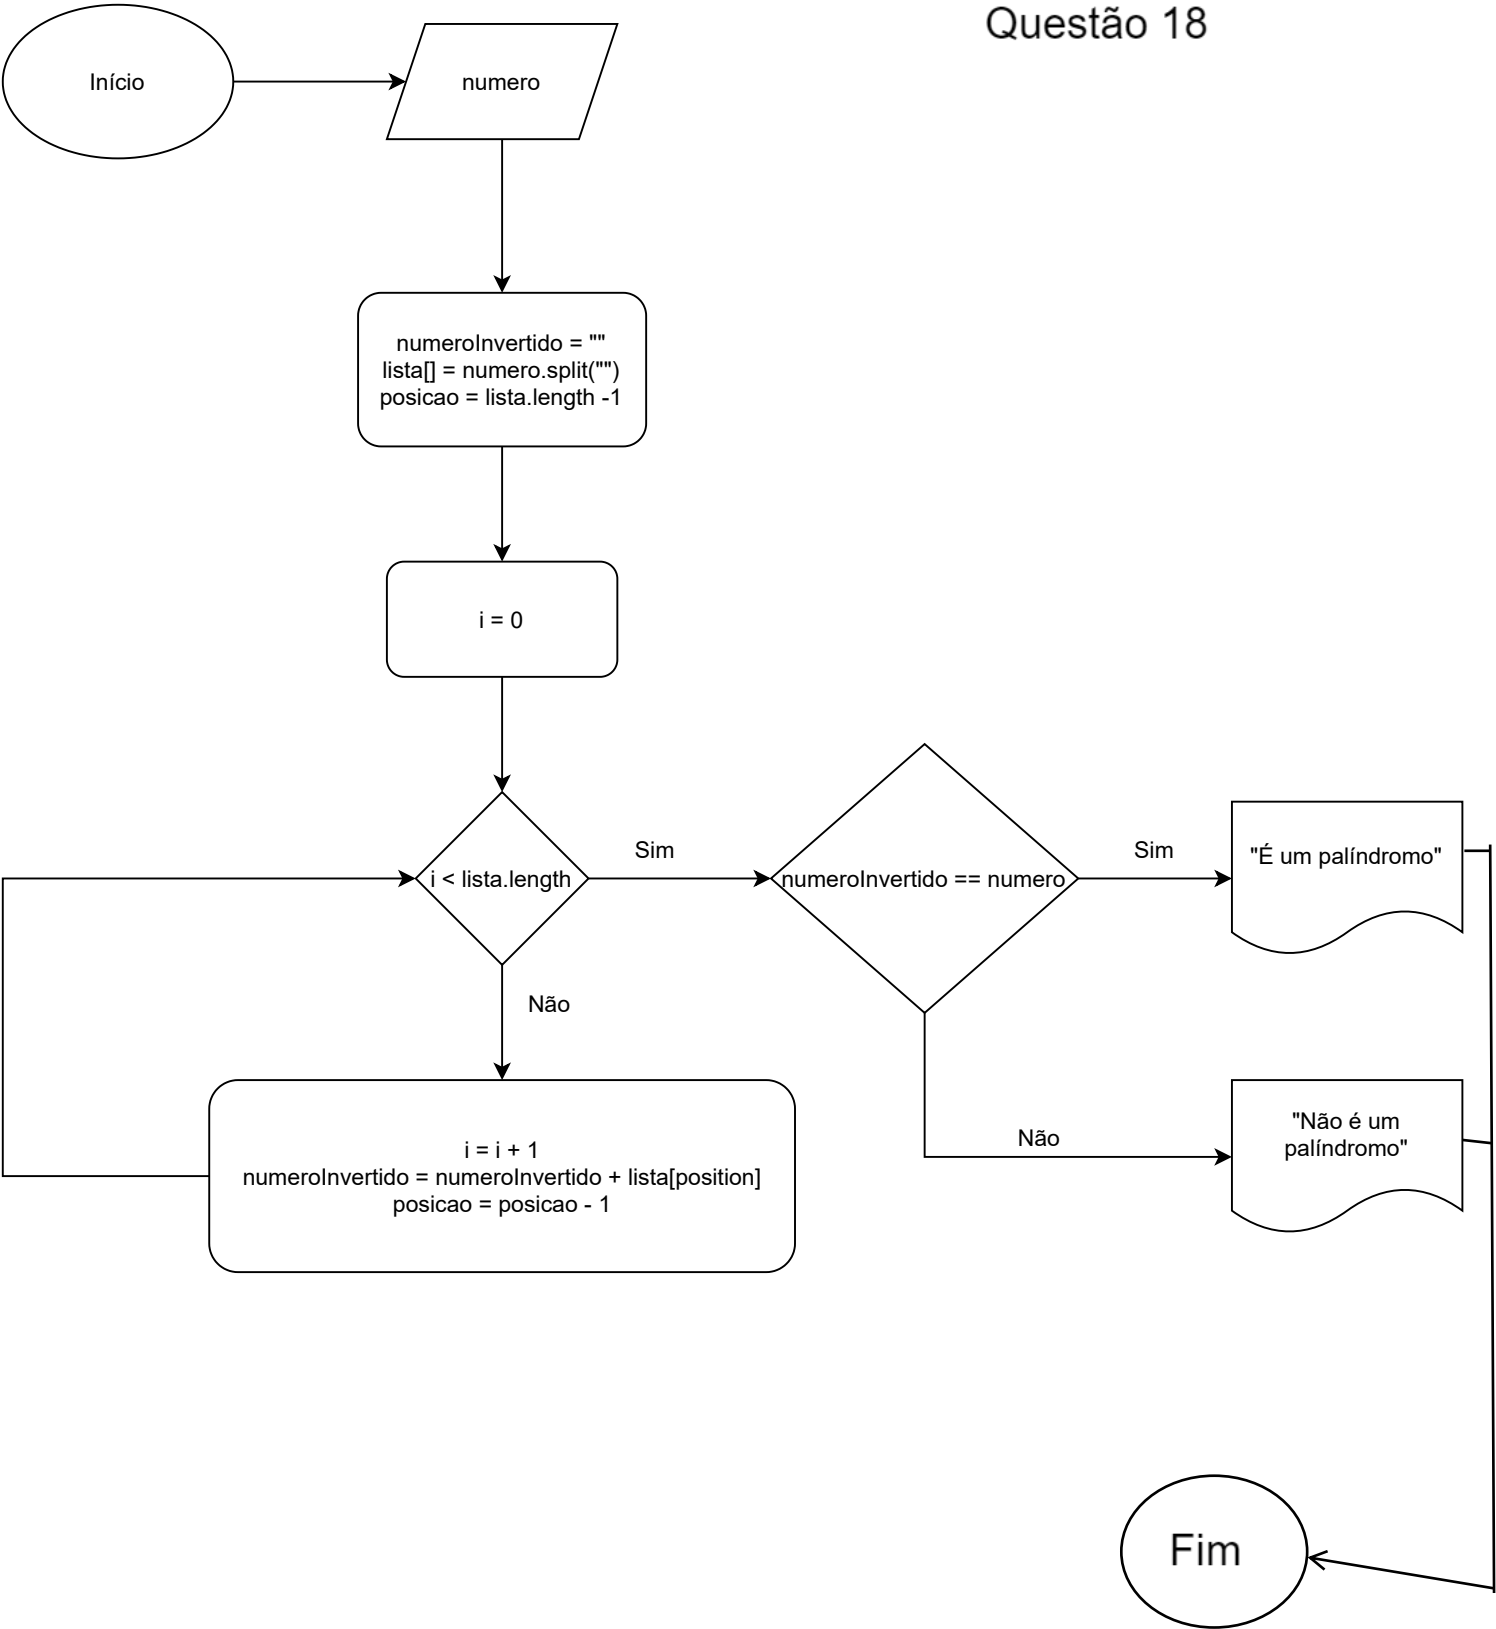 Questão 18
Início
numero
numeroInvertido = ""
lista[] = numero.split("")
posicao = lista.length -1
i = 0
i < lista.length
Sim
numeroInvertido == numero
Sim
"É um palíndromo"
Não
i = i + 1
numeroInvertido = numeroInvertido + lista[position]
posicao = posicao - 1
Não
"Não é um
palíndromo"
Fim